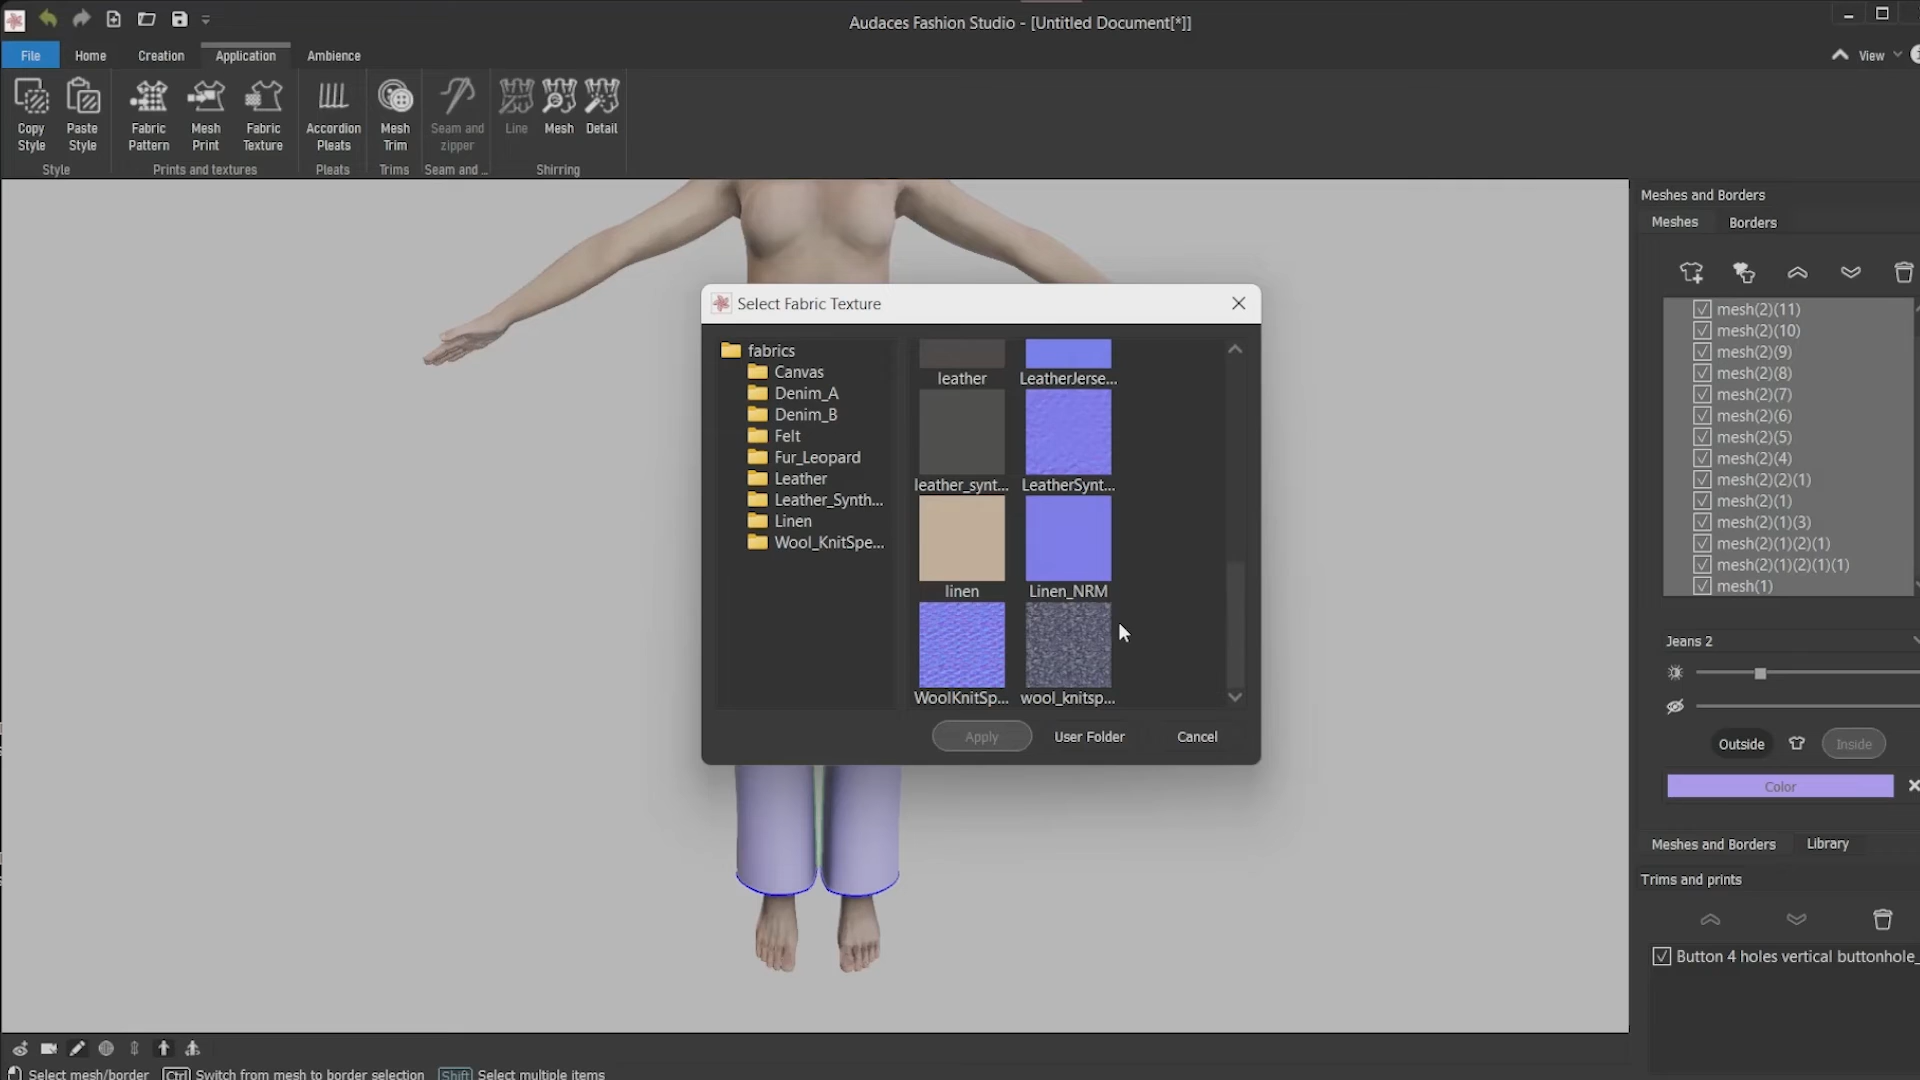 Audaces Fashion Studio - [Untitled Document[*]]
File
Home
Creation
Application
Ambience
View
Copy Style
Paste Style
Fabric Pattern
Mesh Print
Fabric Texture
Accordion Pleats
Mesh Trim
Seam and zipper
Line
Mesh
Detail
Style
Prints and textures
Pleats
Trims
Seam and ...
Shirring
Meshes and Borders
Meshes
Borders
mesh(2)(11)
mesh(2)(10)
mesh(2)(9)
mesh(2)(8)
mesh(2)(7)
mesh(2)(6)
mesh(2)(5)
mesh(2)(4)
mesh(2)(2)(1)
mesh(2)(1)
mesh(2)(1)(3)
mesh(2)(1)(2)(1)
mesh(2)(1)(2)(1)(1)
mesh(1)
Jeans 2
Outside
Inside
Color
Meshes and Borders
Library
Trims and prints
Button 4 holes vertical buttonhole_
Select Fabric Texture
fabrics
Canvas
Denim_A
Denim_B
Felt
Fur_Leopard
Leather
Leather_Synth...
Linen
Wool_KnitSpe...
leather
LeatherJerse...
leather_synt...
LeatherSynt...
linen
Linen_NRM
WoolKnitSp...
wool_knitsp...
Apply
User Folder
Cancel
Select mesh/border
Ctrl Switch from mesh to border selection
Shift Select multiple items